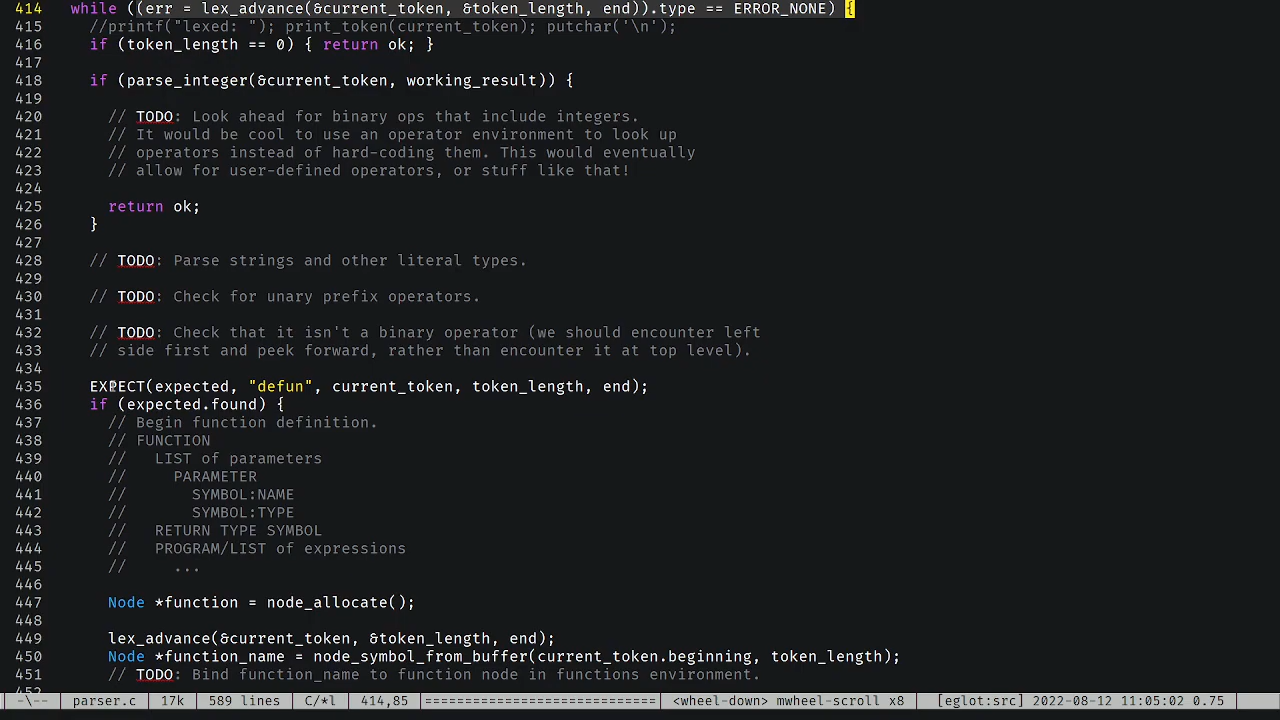 414   while ((err = lex_advance(&current_token, &token_length, end)).type == ERROR_NONE) {
415     //printf("lexed: "); print_token(current_token); putchar('\n');
416     if (token_length == 0) { return ok; }
417
418     if (parse_integer(&current_token, working_result)) {
419
420       // TODO: Look ahead for binary ops that include integers.
421       // It would be cool to use an operator environment to look up
422       // operators instead of hard-coding them. This would eventually
423       // allow for user-defined operators, or stuff like that!
424
425       return ok;
426     }
427
428     // TODO: Parse strings and other literal types.
429
430     // TODO: Check for unary prefix operators.
431
432     // TODO: Check that it isn't a binary operator (we should encounter left
433     // side first and peek forward, rather than encounter it at top level).
434
435     EXPECT(expected, "defun", current_token, token_length, end);
436     if (expected.found) {
437       // Begin function definition.
438       // FUNCTION
439       //   LIST of parameters
440       //     PARAMETER
441       //       SYMBOL:NAME
442       //       SYMBOL:TYPE
443       //   RETURN TYPE SYMBOL
444       //   PROGRAM/LIST of expressions
445       //     ...
446
447       Node *function = node_allocate();
448
449       lex_advance(&current_token, &token_length, end);
450       Node *function_name = node_symbol_from_buffer(current_token.beginning, token_length);
451       // TODO: Bind function_name to function node in functions environment.
452
-\-- parser.c 17k 589 lines C/*l 414,85 ========================= <wheel-down> mwheel-scroll x8 [eglot:src] 2022-08-12 11:05:02 0.75